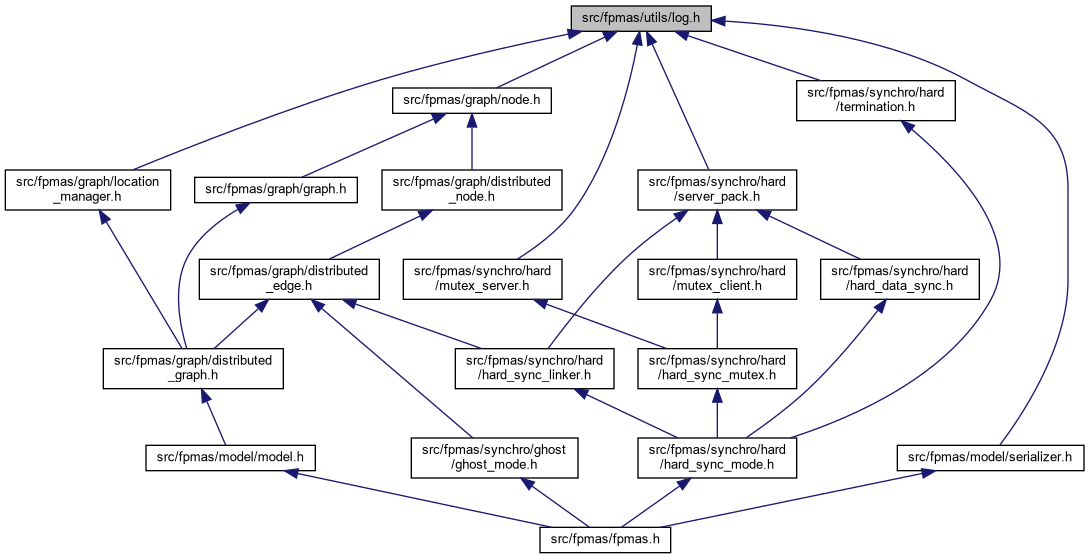 src/fpmas/utils/log.h
src/fpmas/graph/node.h
src/fpmas/synchro/hard
/termination.h
src/fpmas/graph/location
_manager.h
src/fpmas/graph/graph.h
src/fpmas/graph/distributed
_node.h
src/fpmas/synchro/hard
/server_pack.h
src/fpmas/graph/distributed
_edge.h
src/fpmas/synchro/hard
/mutex_server.h
src/fpmas/synchro/hard
/mutex_client.h
src/fpmas/synchro/hard
/hard_data_sync.h
src/fpmas/graph/distributed
_graph.h
src/fpmas/synchro/hard
/hard_sync_linker.h
src/fpmas/synchro/hard
/hard_sync_mutex.h
src/fpmas/model/model.h
src/fpmas/synchro/ghost
/ghost_mode.h
src/fpmas/synchro/hard
/hard_sync_mode.h
src/fpmas/model/serializer.h
src/fpmas/fpmas.h